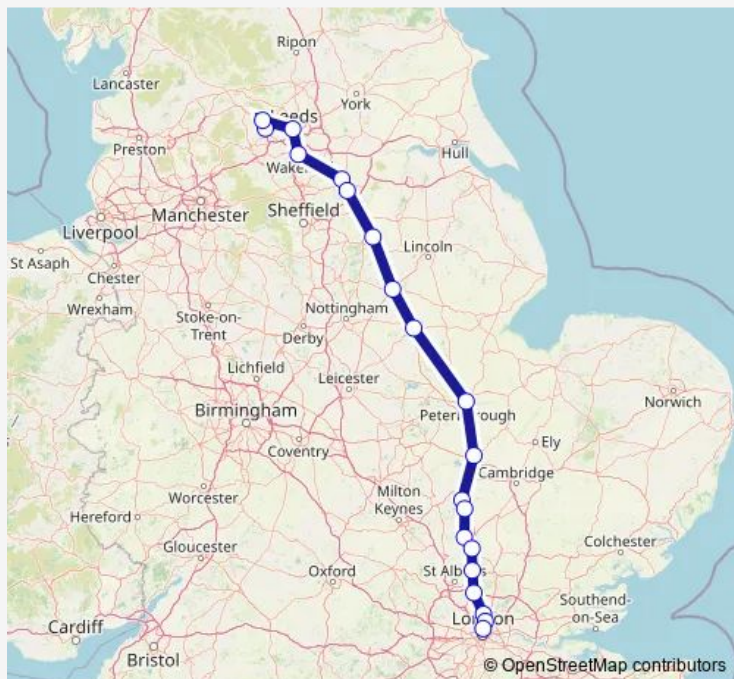 Ripon
Lancaster
York
Leeds
Preston
Hull
Wake
Manchester
Sheffield
Liverpool
Lincoln
St Asaph
Chester
Wrexham
Stoke-on-
Trent
Nottingham
Derby
Lichfield
Leicester
Norwich
Birmingham
Peterborough
Ely
Coventry
Cambridge
Worcester
Milton
Keynes
Hereford
Gloucester
Colchester
Oxford
St Albans
Southend-
on-Sea
London
Cardiff
Bristol
© OpenStreetMap contributors